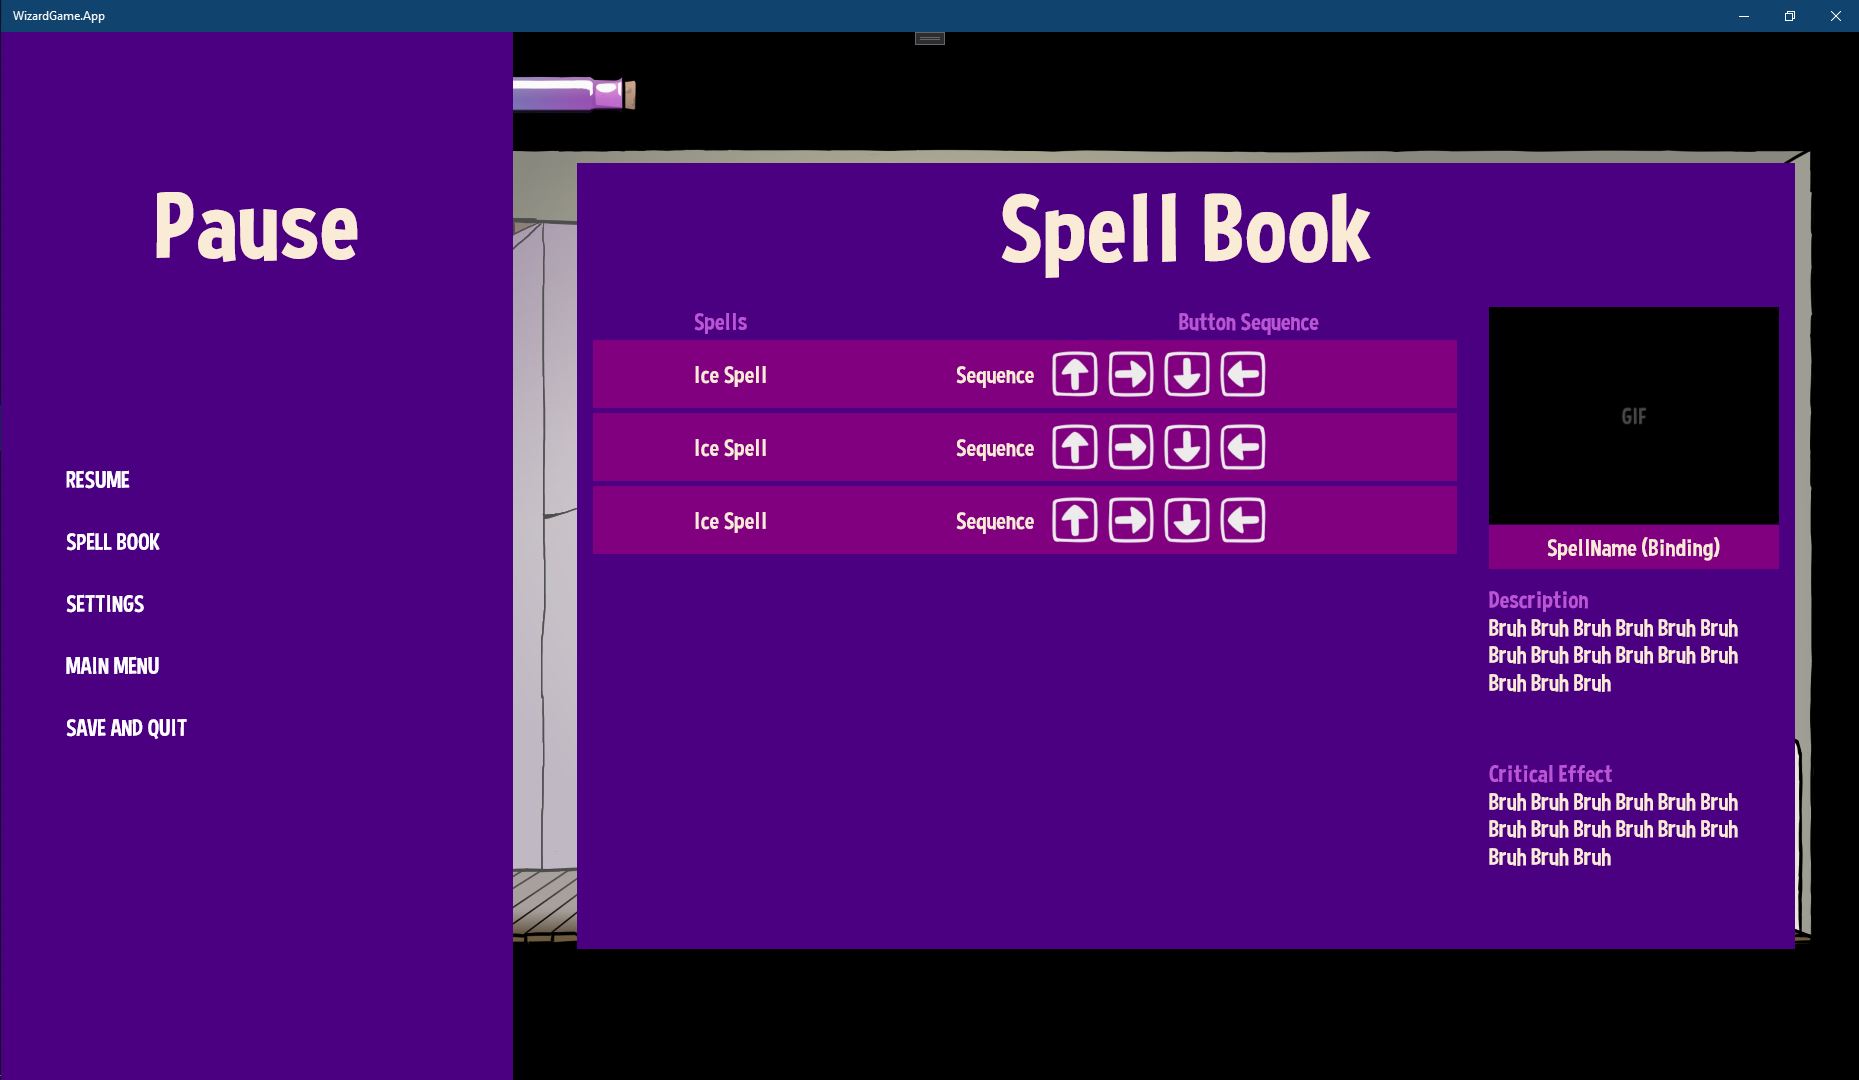 WizardGame.App
Pause
RESUME
SPELL BOOK
SETTINGS
MAIN MENU
SAVE AND QUIT
Spell Book
Spells Button Sequence
Ice Spell Sequence
Ice Spell Sequence
Ice Spell Sequence
GIF
SpellName (Binding)
Description
Bruh Bruh Bruh Bruh Bruh Bruh
Bruh Bruh Bruh Bruh Bruh Bruh
Bruh Bruh Bruh
Critical Effect
Bruh Bruh Bruh Bruh Bruh Bruh
Bruh Bruh Bruh Bruh Bruh Bruh
Bruh Bruh Bruh